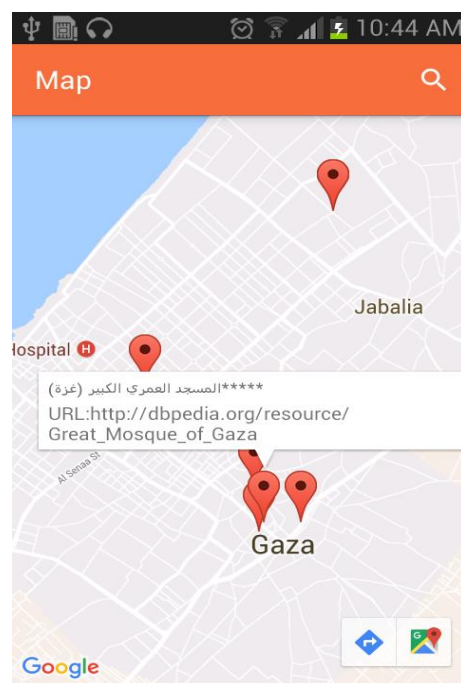 10:44 AM
Map
Jabalia
Hospital H
*****المسجد العمري الكبير (غزة)
URL:http://dbpedia.org/resource/
Great_Mosque_of_Gaza
Al Senaa St
Gaza
G
Google